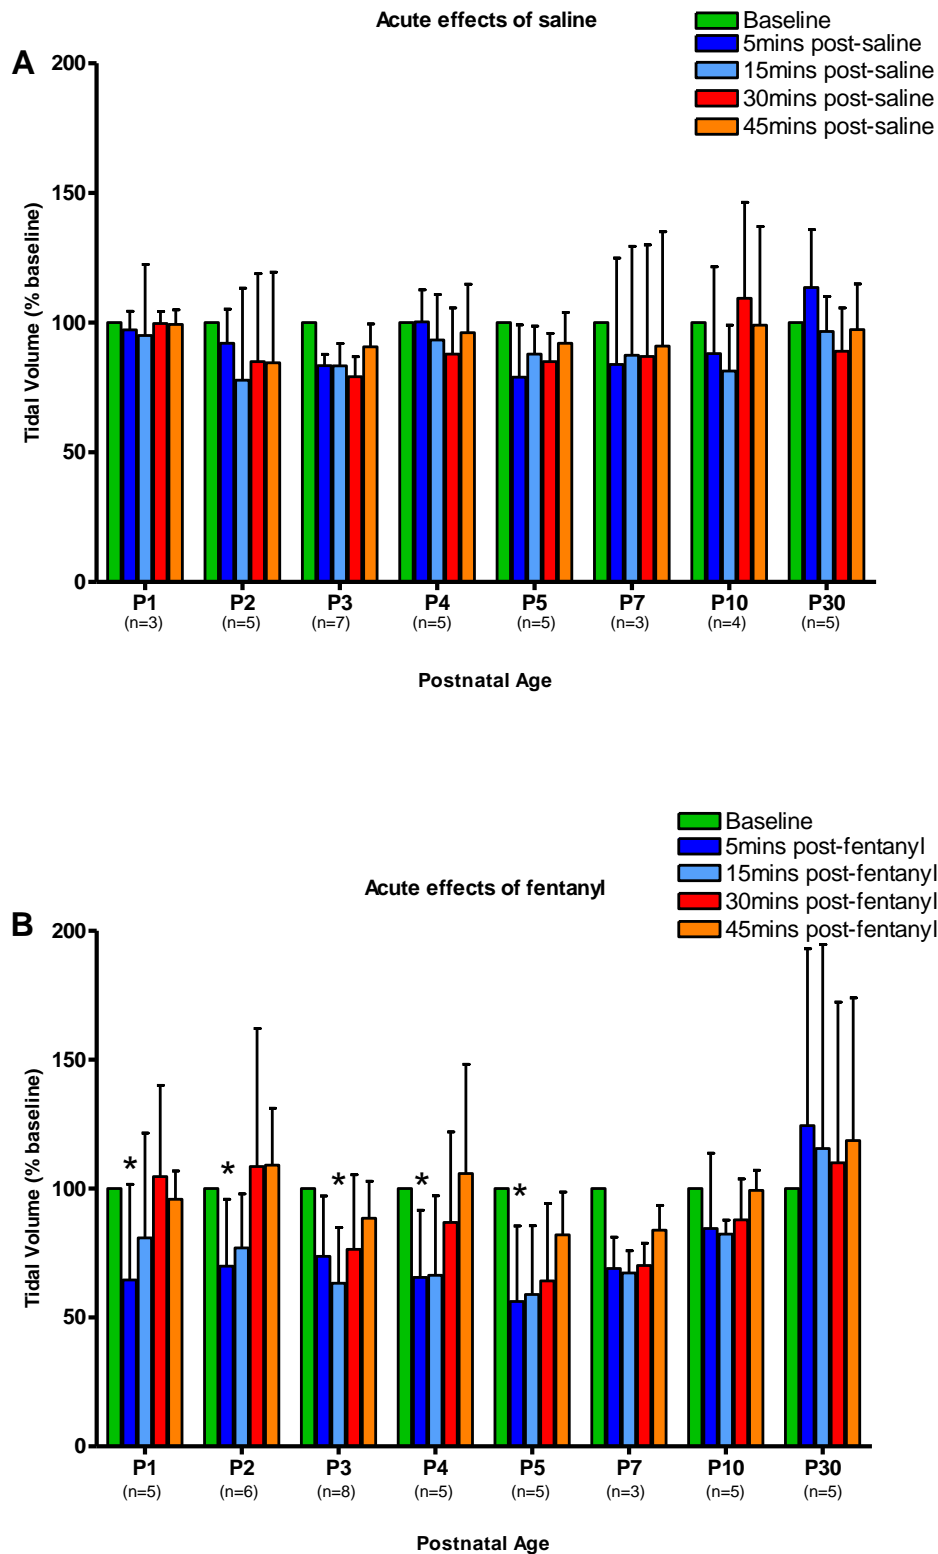 Acute effects of saline
A
Baseline
5mins post-saline
15mins post-saline
30mins post-saline
45mins post-saline
Tidal Volume (% baseline)
200
150
100
50
0
P1 P2 P3 P4 P5 P7 P10 P30
(n=3) (n=5) (n=7) (n=5) (n=5) (n=3) (n=4) (n=5)
Postnatal Age
Baseline
5mins post-fentanyl
15mins post-fentanyl
30mins post-fentanyl
45mins post-fentanyl
Acute effects of fentanyl
B
Tidal Volume (% baseline)
200
150
100
50
0
* * * * *
P1 P2 P3 P4 P5 P7 P10 P30
(n=5) (n=6) (n=8) (n=5) (n=5) (n=3) (n=5) (n=5)
Postnatal Age